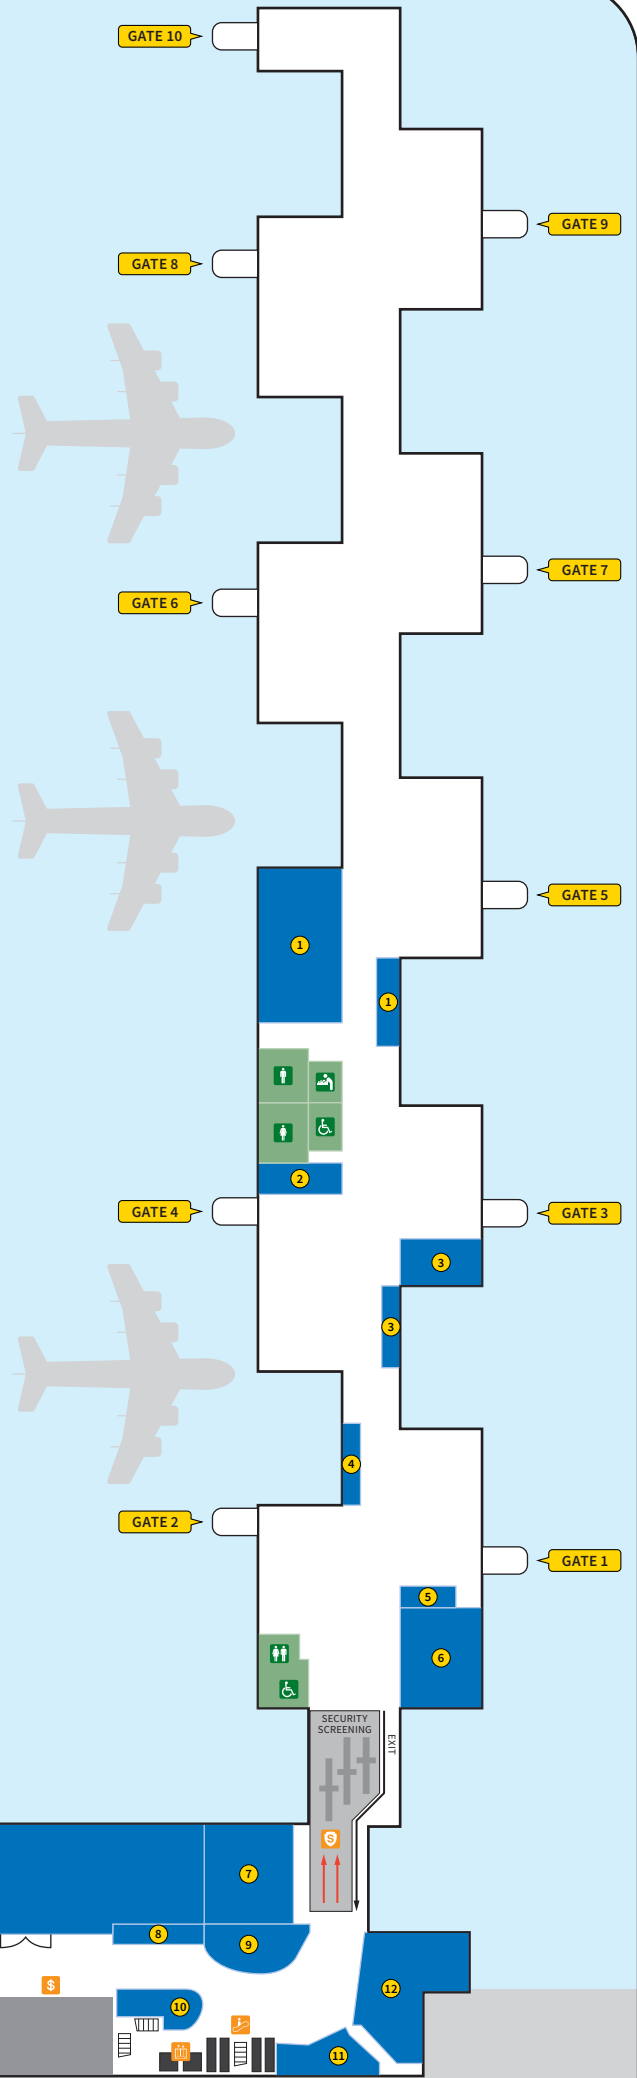 GATE 10
GATE 9
GATE 8
GATE 7
GATE 6
GATE 5
1
1
2
GATE 4
GATE 3
3
3
4
GATE 2
GATE 1
5
6
SECURITY
SCREENING
EXIT
S
7
8
9
$
12
10
11